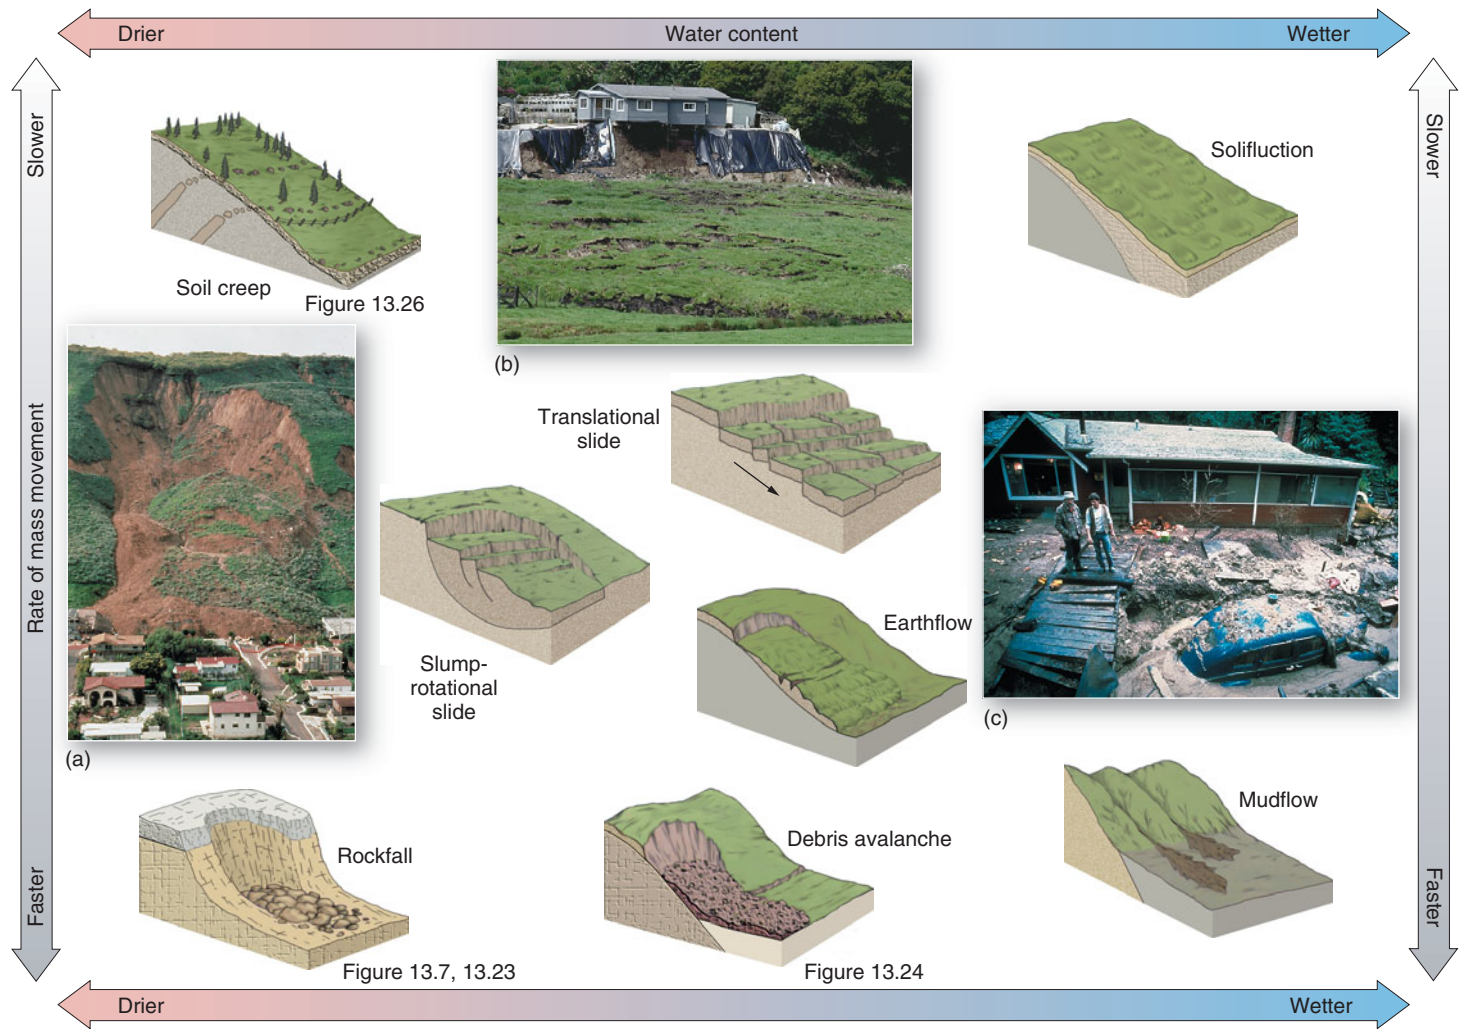 Drier
Water content
Wetter
Slower
Slower
Solifluction
Soil creep
Figure 13.26
(b)
Translational
slide
Rate of mass movement
Earthflow
Slump-
rotational
slide
(c)
(a)
Mudflow
Debris avalanche
Rockfall
Faster
Faster
Figure 13.7, 13.23
Figure 13.24
Drier
Wetter